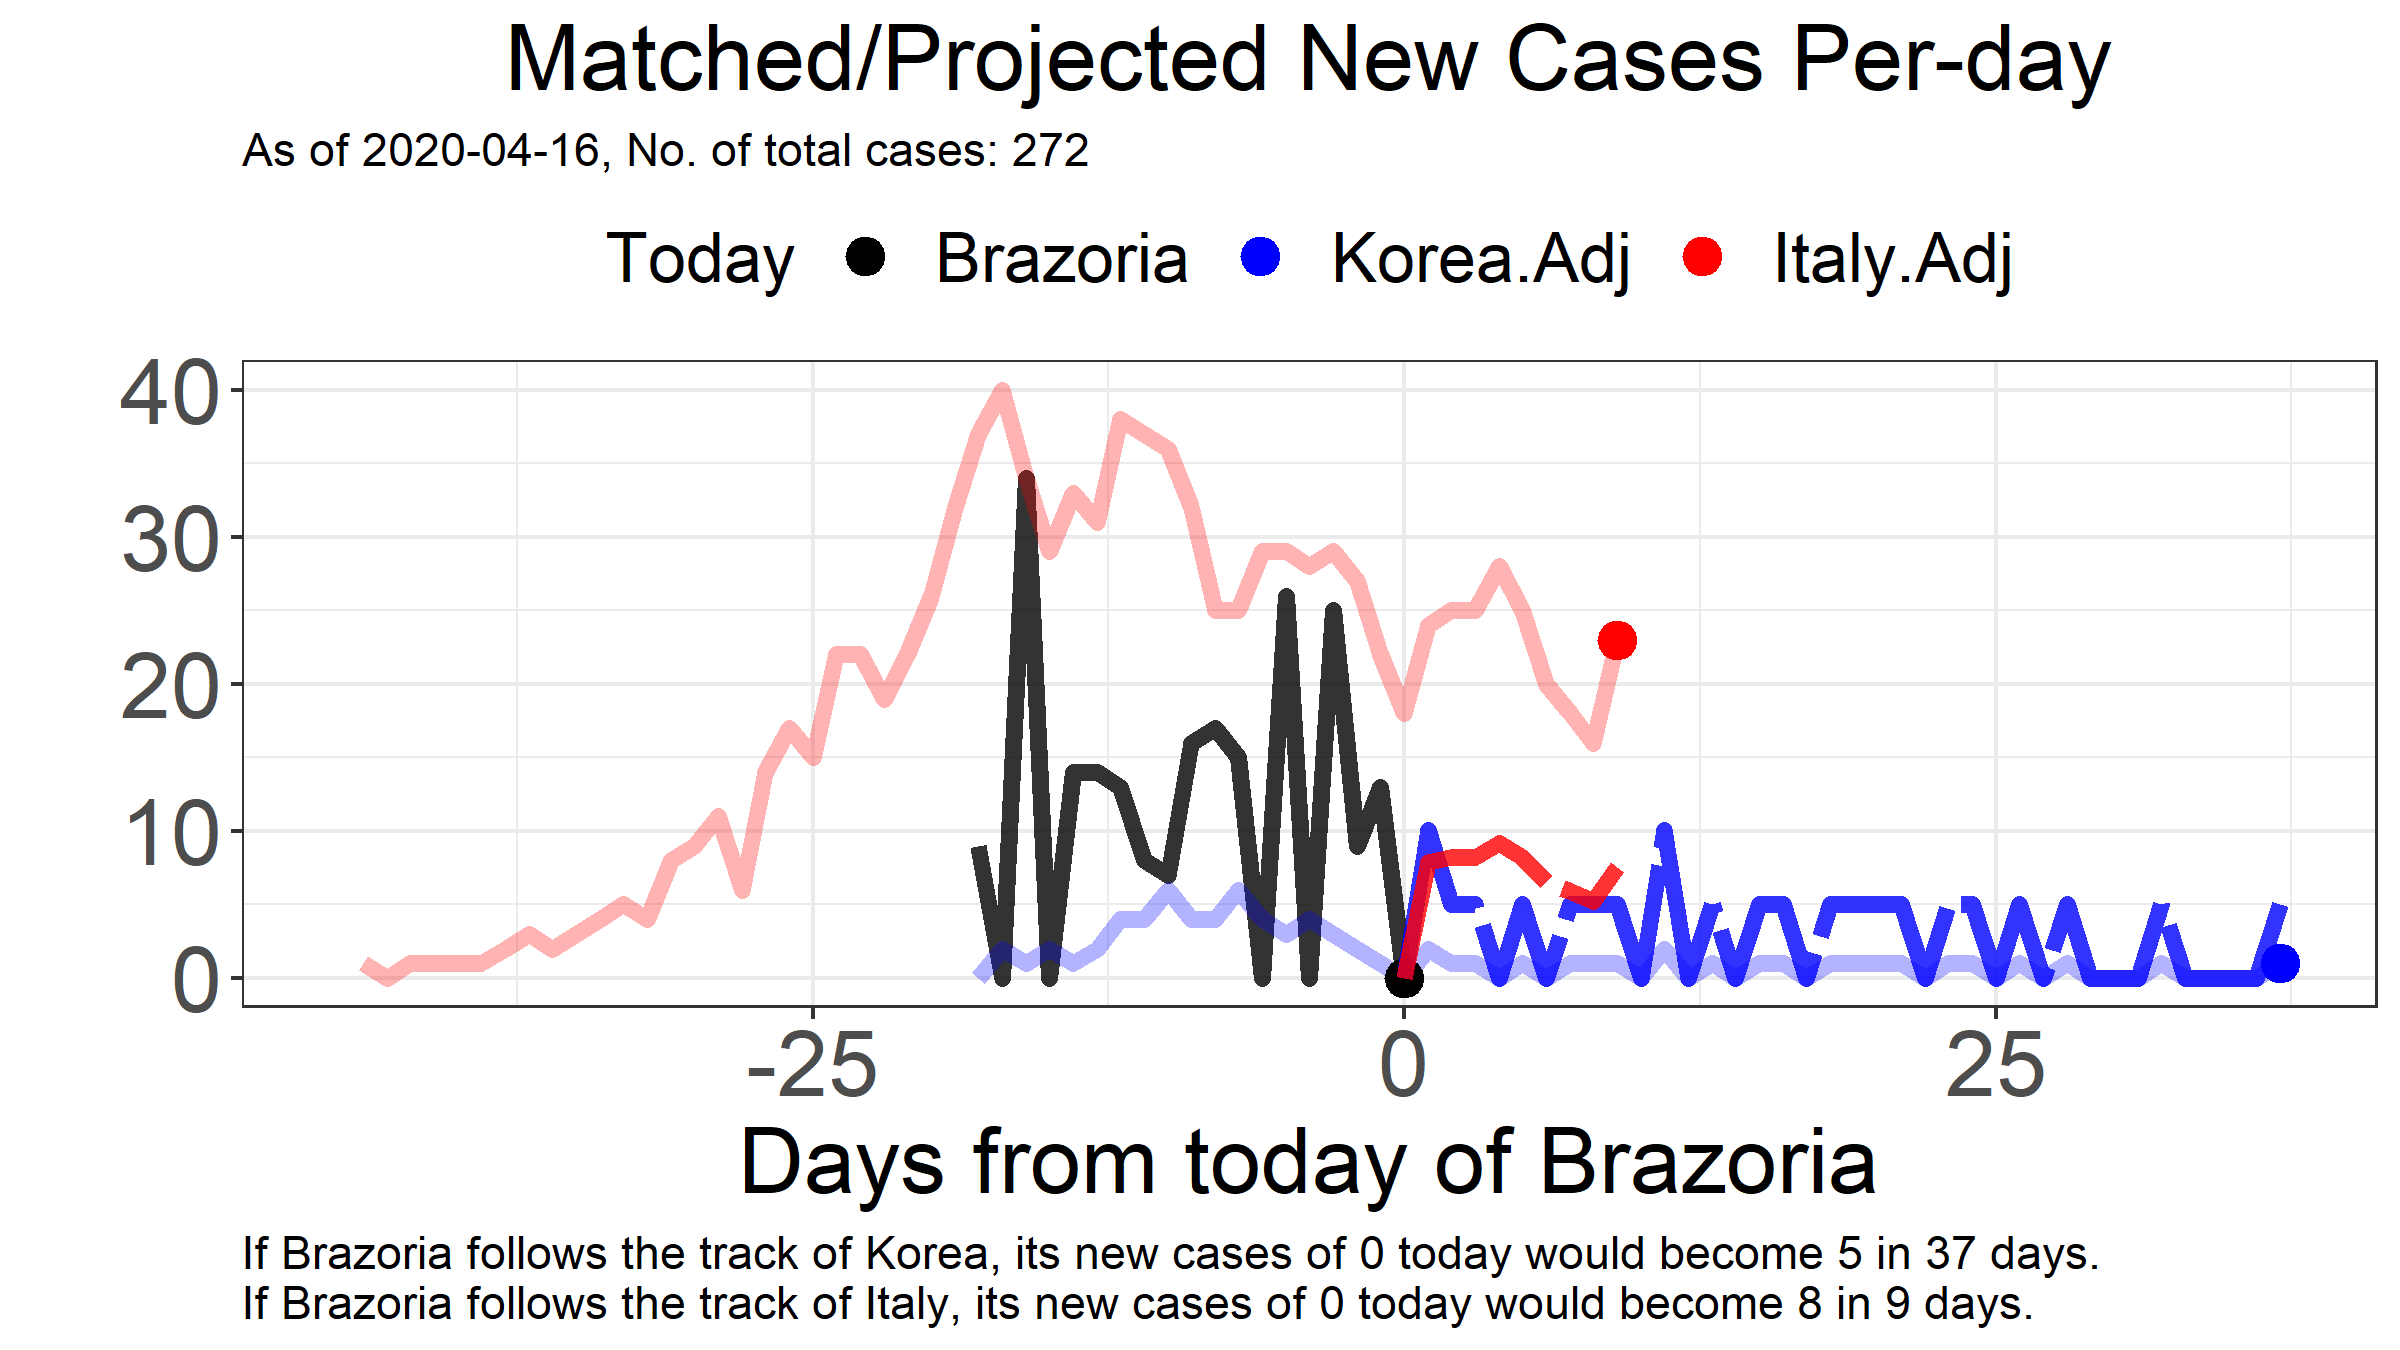 Matched/Projected New Cases Per-day
As of 2020-04-16, No. of total cases: 272
Today Brazoria Korea.Adj Italy.Adj
40
30
20
10
0
-25 0 25
Days from today of Brazoria
If Brazoria follows the track of Korea, its new cases of 0 today would become 5 in 37 days.
If Brazoria follows the track of Italy, its new cases of 0 today would become 8 in 9 days.